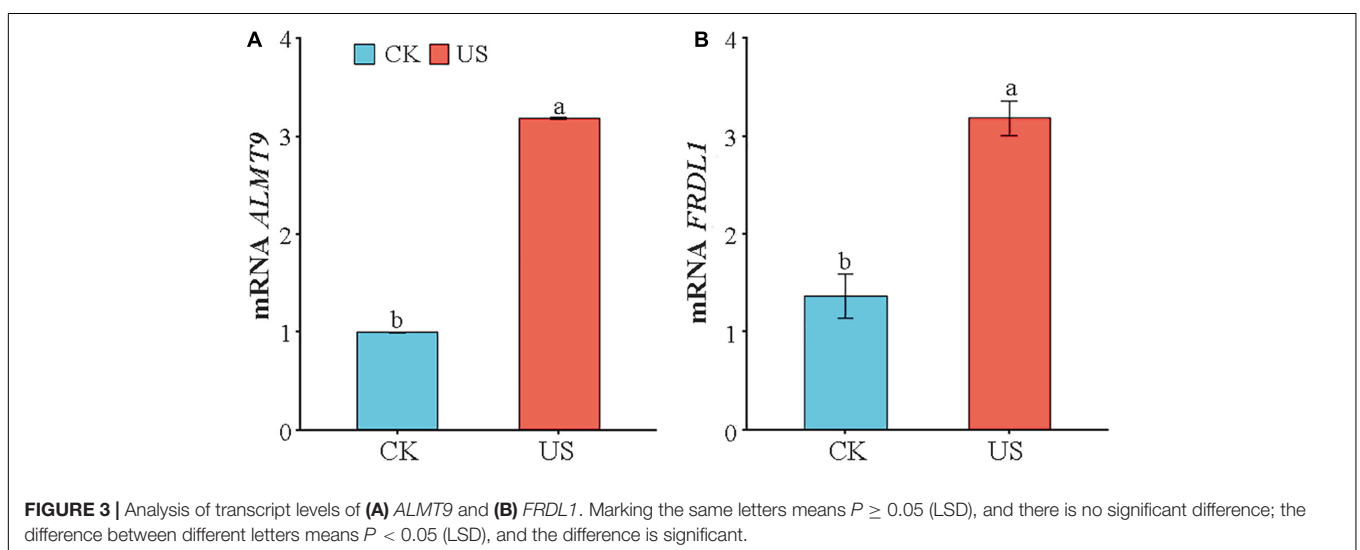 A
B
CK US
mRNA ALMT9
4
3
2
1
0
b
a
CK
US
mRNA FRDL1
4
3
2
1
0
b
a
CK
US
FIGURE 3 | Analysis of transcript levels of (A) ALMT9 and (B) FRDL1. Marking the same letters means P ≥ 0.05 (LSD), and there is no significant difference; the
difference between different letters means P < 0.05 (LSD), and the difference is significant.